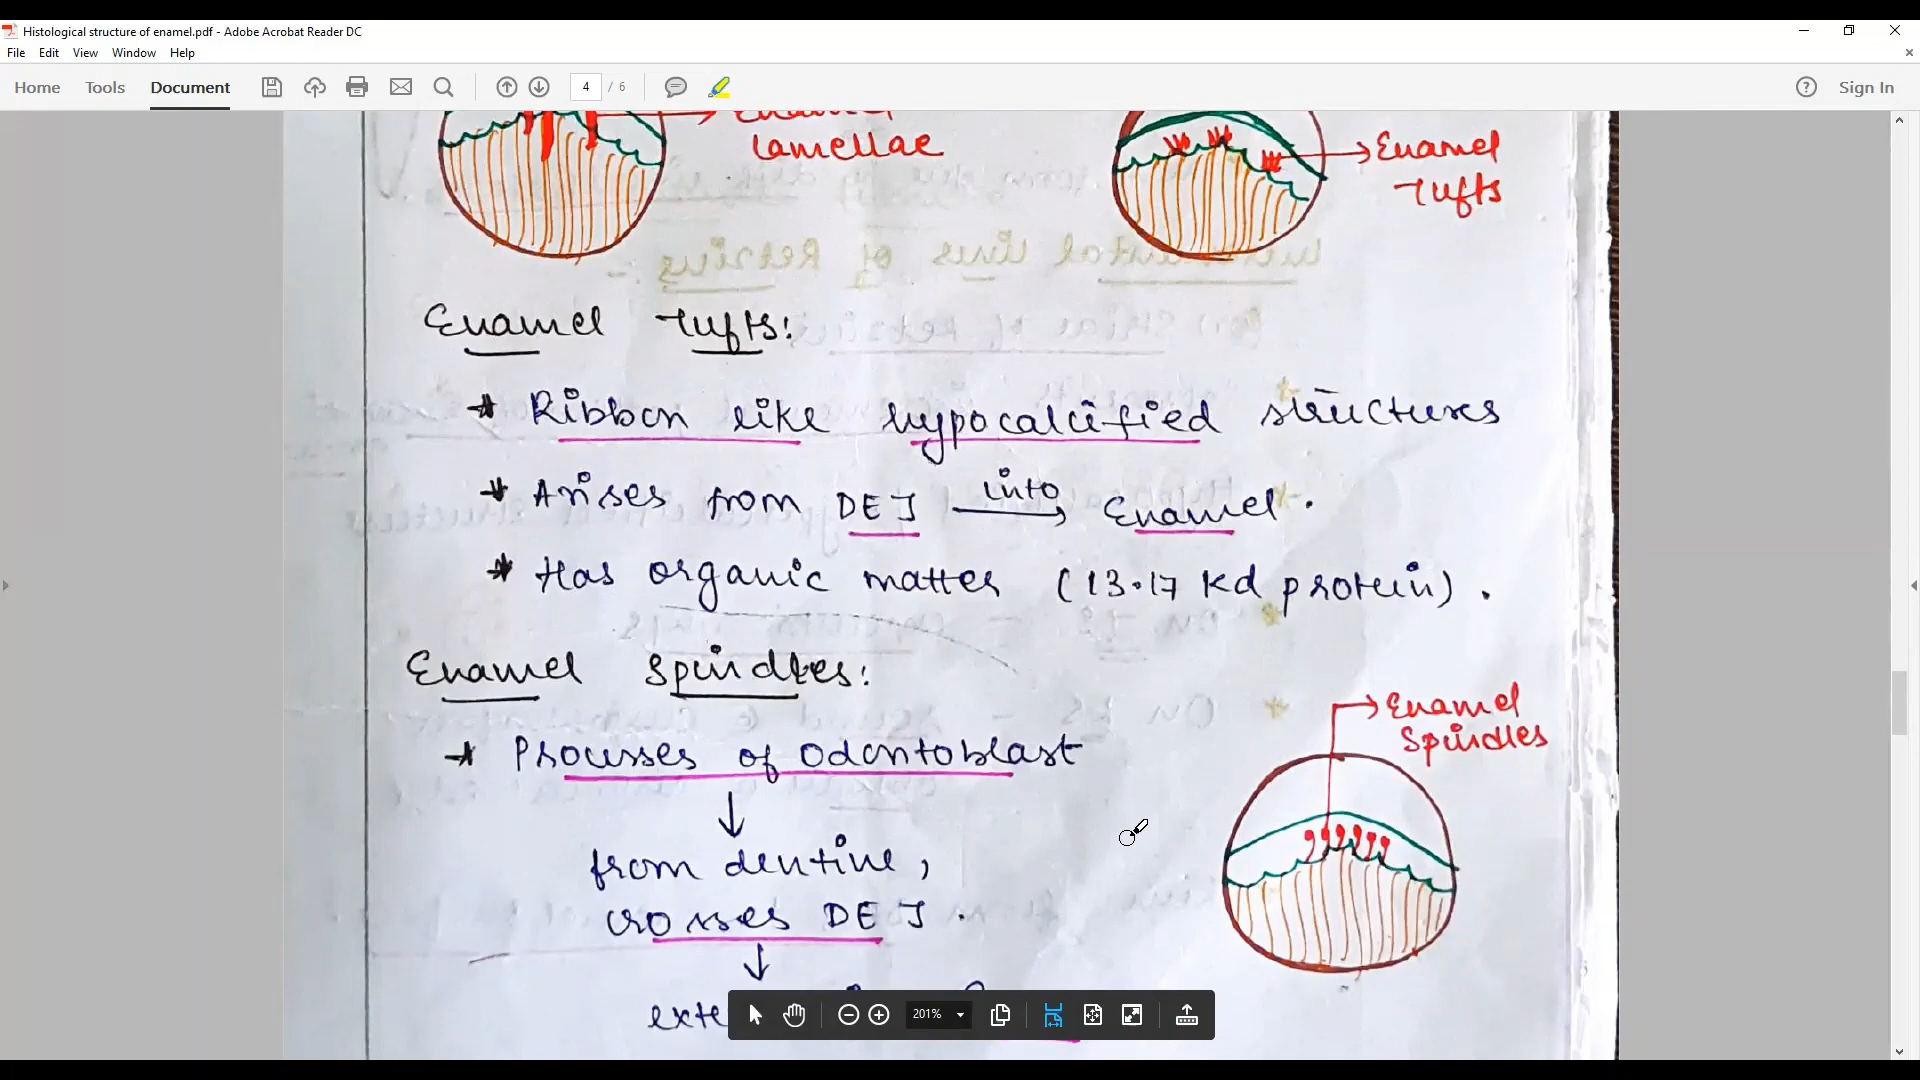 Histological structure of enamel.pdf - Adobe Acrobat Reader DC
File Edit View Window Help
Home Tools Document 4 / 6 Sign In
Lamellae
Enamel
Tufts
Enamel Tufts:
* Ribbon like hypocalcified structures
* Arises from DEJ into → Enamel.
* Has organic matter (13.17 Kd protein).
Enamel Spindles:
* Processes of Odontoblast
↓
from dentine,
crosses DEJ.
↓
Enamel
Spindles
201%